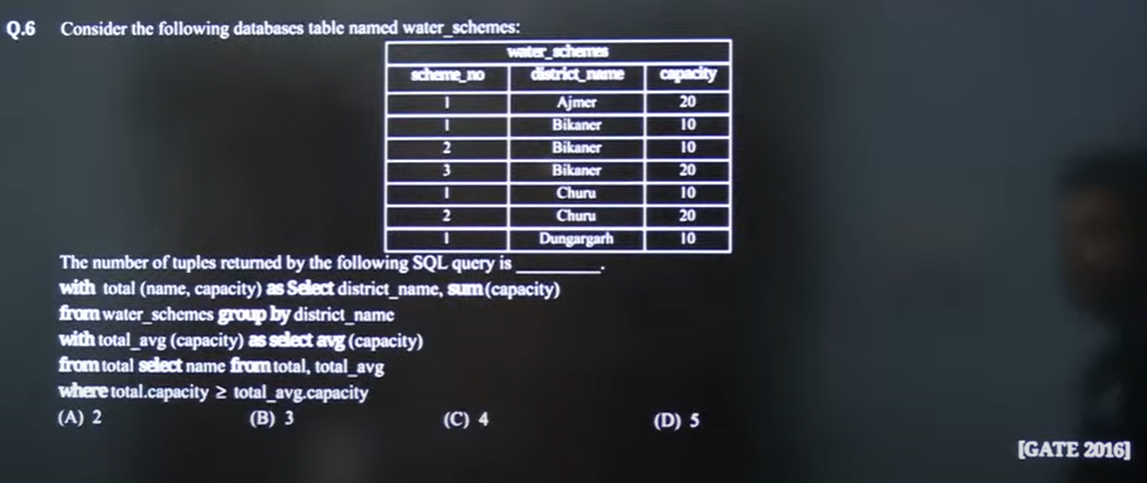 Q.6 Consider the following databases table named water_schemes:
water_schemes
scheme_no district_name capacity
1 Ajmer 20
1 Bikaner 10
2 Bikaner 10
3 Bikaner 20
1 Churu 10
2 Churu 20
1 Dungargarh 10
The number of tuples returned by the following SQL query is ________.
with total (name, capacity) as Select district_name, sum (capacity)
from water_schemes group by district_name
with total_avg (capacity) as select avg (capacity)
from total select name from total, total_avg
where total.capacity ≥ total_avg.capacity
(A) 2 (B) 3 (C) 4 (D) 5
[GATE 2016]